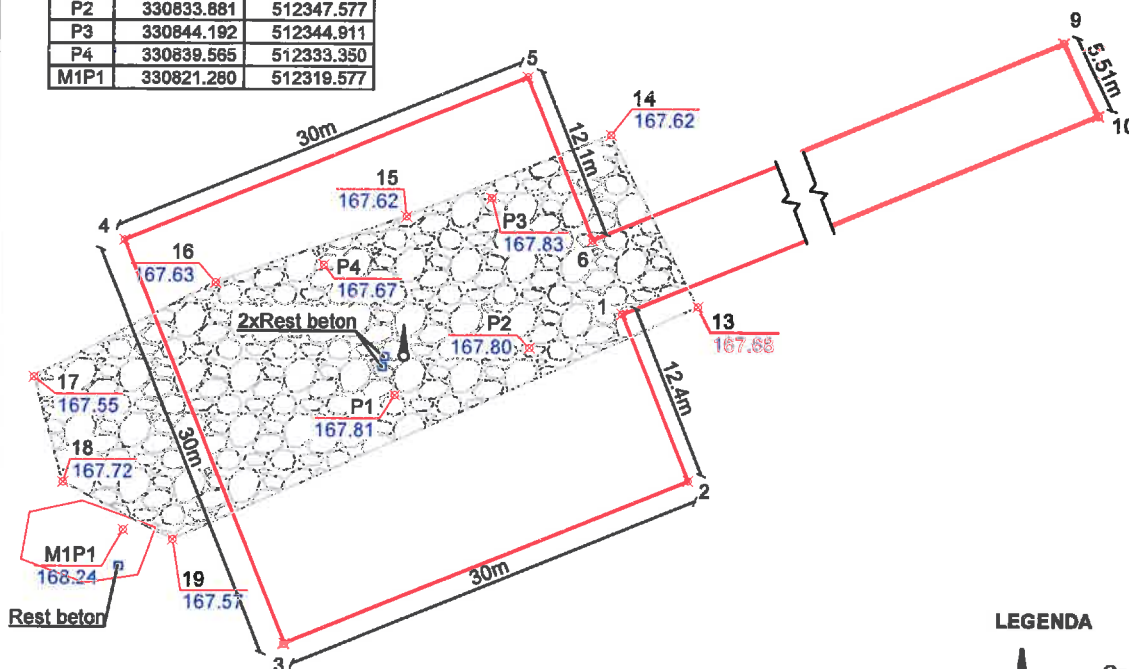 P2 330833.881 512347.577
P3 330844.192 512344.911
P4 330839.565 512333.350
M1P1 330821.280 512319.577
9
5.51m
10
5
30m
12.1m
14
167.62
15
167.62
P3
167.83
4
16
167.63
P4
167.67
6
1
2xRest beton
P2
167.80
13
17
167.55
P1
167.81
12.4m
30m
18
167.72
2
M1P1
168.24
19
167.57
30m
Rest beton
3
LEGENDA